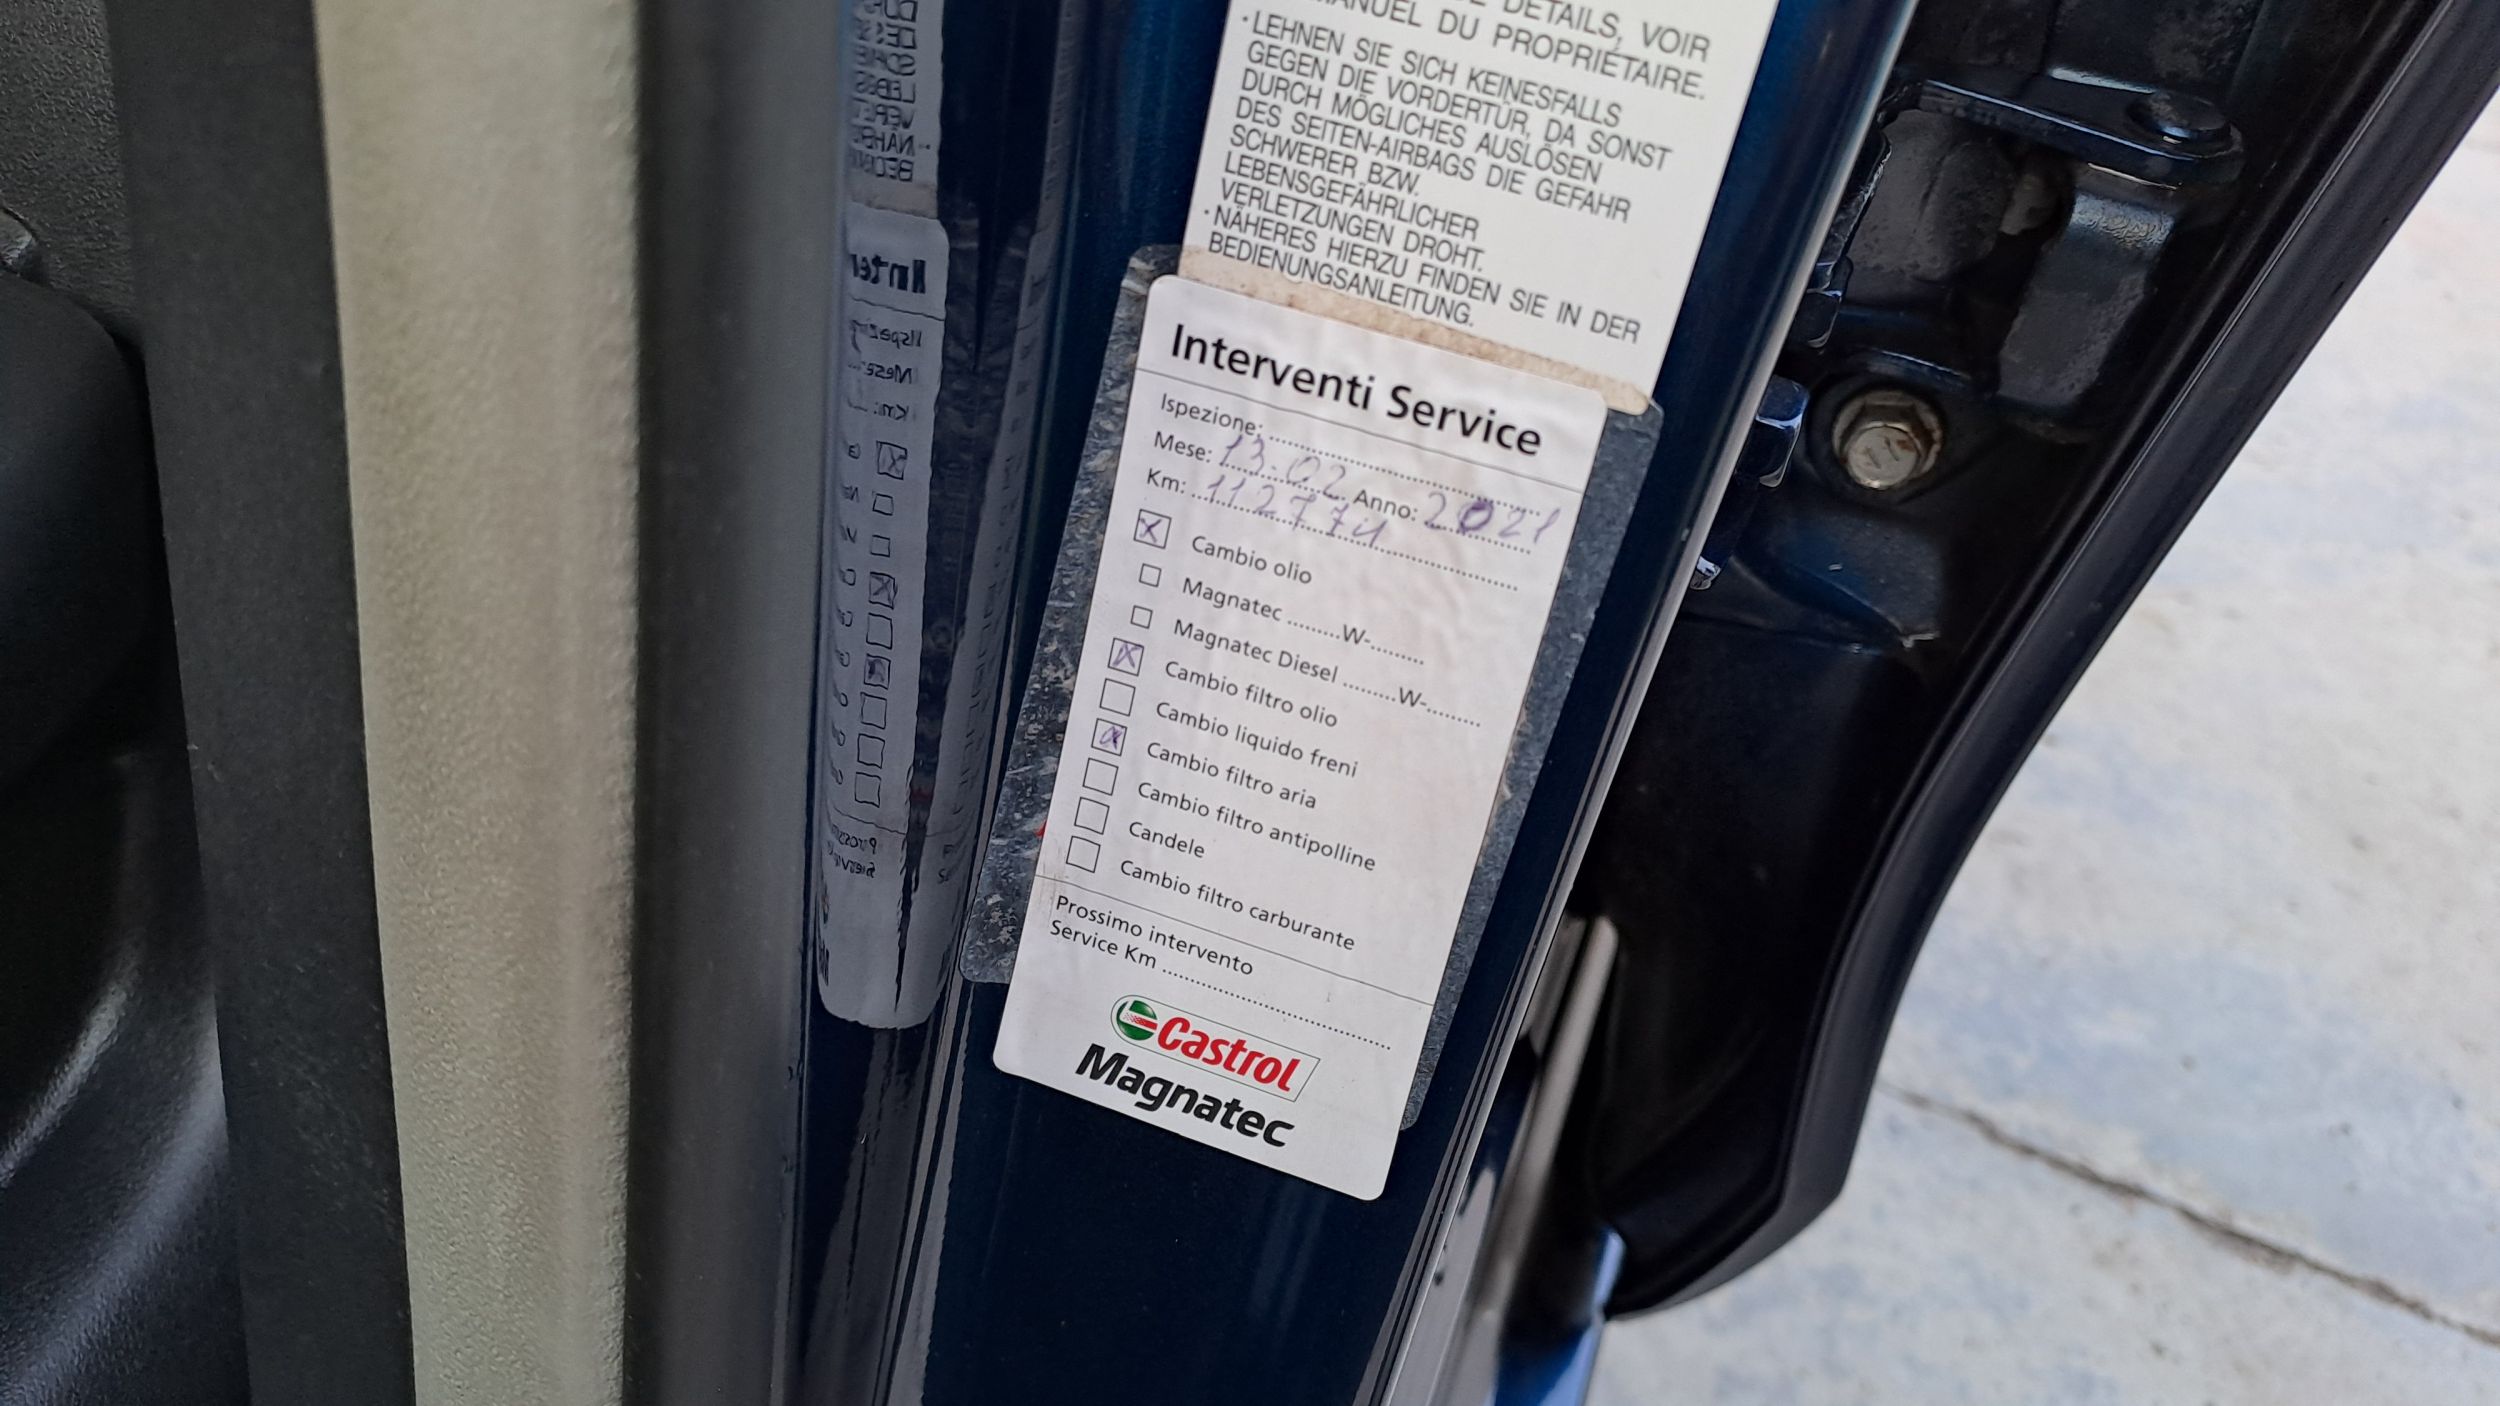 DETAILS, VOIR
MANUEL DU PROPRIÉTAIRE.
· LEHNEN SIE SICH KEINESFALLS
GEGEN DIE VORDERTÜR, DA SONST
DURCH MÖGLICHES AUSLÖSEN
DES SEITEN-AIRBAGS DIE GEFAHR
SCHWERER BZW.
LEBENSGEFÄHRLICHER
VERLETZUNGEN DROHT.
· NÄHERES HIERZU FINDEN SIE IN DER
BEDIENUNGSANLEITUNG.
Interventi Service
Ispezione:
Mese: 13.02 Anno: 2021
Km: 112774
Cambio olio
Magnatec .........W-.........
Magnatec Diesel .........W-.........
Cambio filtro olio
Cambio liquido freni
Cambio filtro aria
Cambio filtro antipolline
Candele
Cambio filtro carburante
Prossimo intervento
Service Km
Castrol
Magnatec